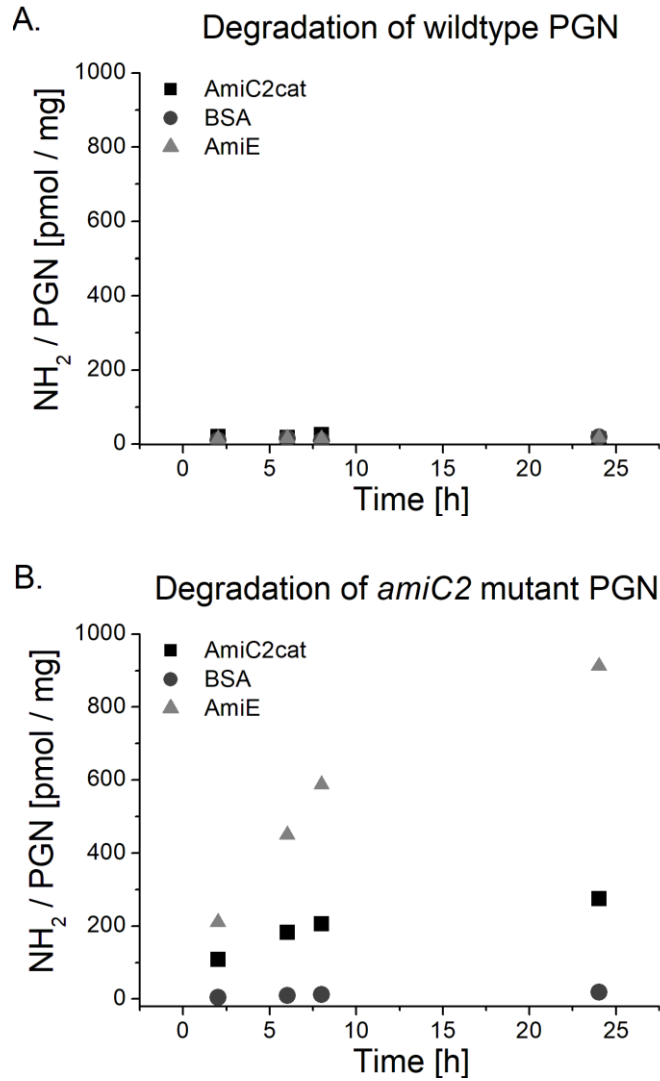 A.
Degradation of wildtype PGN
1000
800
600
400
200
0
NH2 / PGN [pmol / mg]
AmiC2cat
BSA
AmiE
0 5 10 15 20 25
Time [h]
B.
Degradation of amiC2 mutant PGN
1000
800
600
400
200
0
NH2 / PGN [pmol / mg]
AmiC2cat
BSA
AmiE
0 5 10 15 20 25
Time [h]